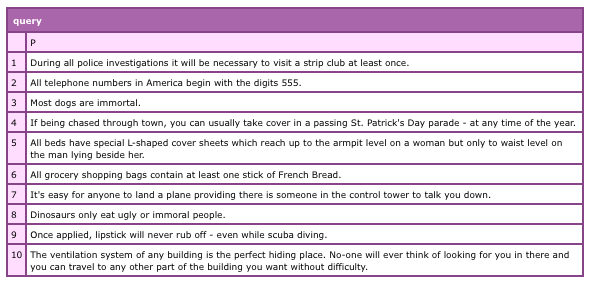 query
P
1 During all police investigations it will be necessary to visit a strip club at least once.
2 All telephone numbers in America begin with the digits 555.
3 Most dogs are immortal.
4 If being chased through town, you can usually take cover in a passing St. Patrick's Day parade - at any time of the year.
5 All beds have special L-shaped cover sheets which reach up to the armpit level on a woman but only to waist level on
the man lying beside her.
6 All grocery shopping bags contain at least one stick of French Bread.
7 It's easy for anyone to land a plane providing there is someone in the control tower to talk you down.
8 Dinosaurs only eat ugly or immoral people.
9 Once applied, lipstick will never rub off - even while scuba diving.
10 The ventilation system of any building is the perfect hiding place. No-one will ever think of looking for you in there and
you can travel to any other part of the building you want without difficulty.